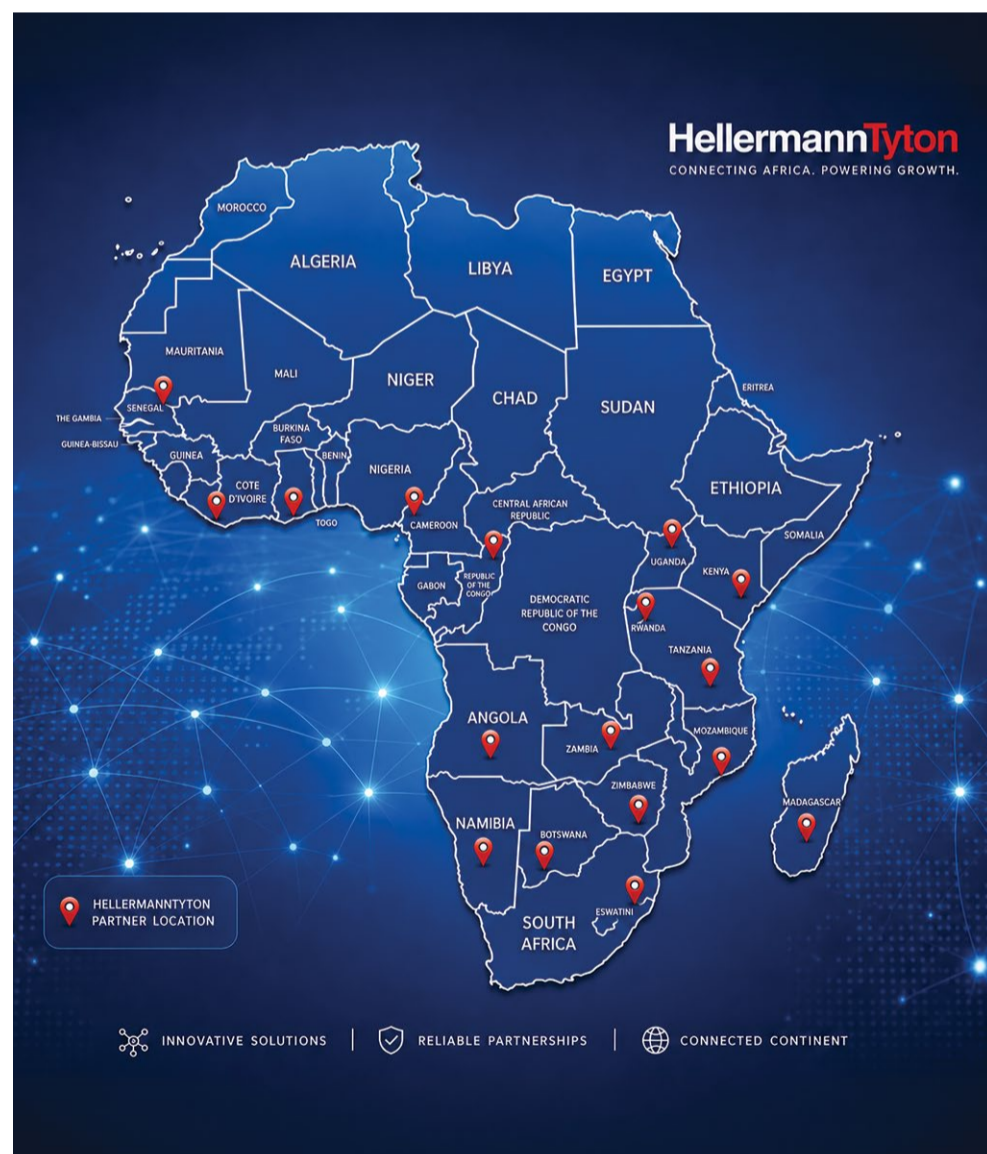 HellermannTyton
CONNECTING AFRICA. POWERING GROWTH.
MOROCCO
ALGERIA
LIBYA
EGYPT
MAURITANIA
MALI
NIGER
CHAD
SUDAN
ERITREA
SENEGAL
THE GAMBIA
GUINEA-BISSAU
GUINEA
BURKINA
FASO
BENIN
NIGERIA
COTE
D'IVOIRE
TOGO
CAMEROON
CENTRAL AFRICAN
REPUBLIC
ETHIOPIA
SOMALIA
UGANDA
KENYA
GABON
REPUBLIC
OF THE
CONGO
DEMOCRATIC
REPUBLIC OF THE
CONGO
RWANDA
TANZANIA
ANGOLA
ZAMBIA
MOZAMBIQUE
ZIMBABWE
MADAGASCAR
NAMIBIA
BOTSWANA
ESWATINI
SOUTH
AFRICA
HELLERMANNTYTON
PARTNER LOCATION
INNOVATIVE SOLUTIONS
RELIABLE PARTNERSHIPS
CONNECTED CONTINENT